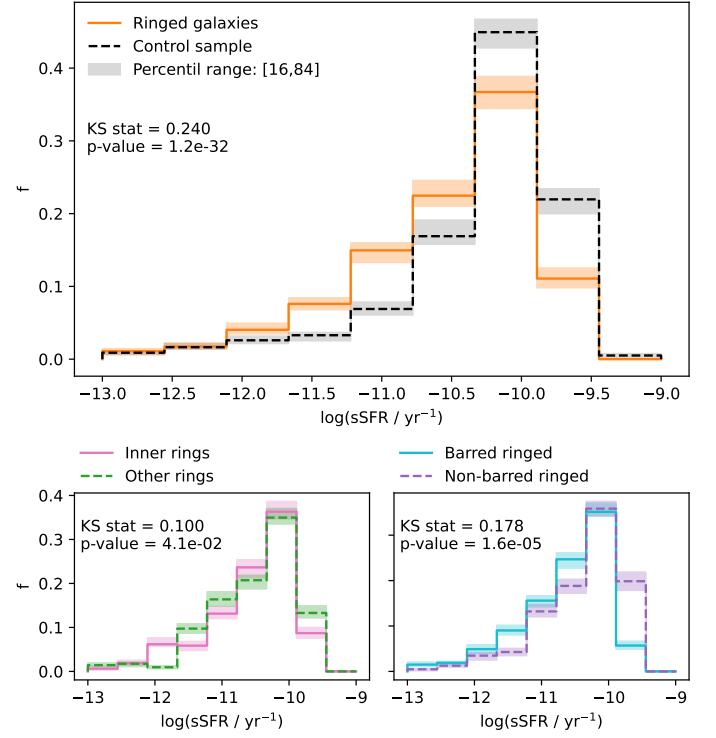 Ringed galaxies
Control sample
Percentil range: [16,84]
KS stat = 0.240
p-value = 1.2e-32
f
0.4
0.3
0.2
0.1
0.0
−13.0 −12.5 −12.0 −11.5 −11.0 −10.5 −10.0 −9.5 −9.0
log(sSFR / yr⁻¹)
Inner rings
Other rings
KS stat = 0.100
p-value = 4.1e-02
f
0.4
0.3
0.2
0.1
0.0
−13 −12 −11 −10 −9
log(sSFR / yr⁻¹)
Barred ringed
Non-barred ringed
KS stat = 0.178
p-value = 1.6e-05
−13 −12 −11 −10 −9
log(sSFR / yr⁻¹)